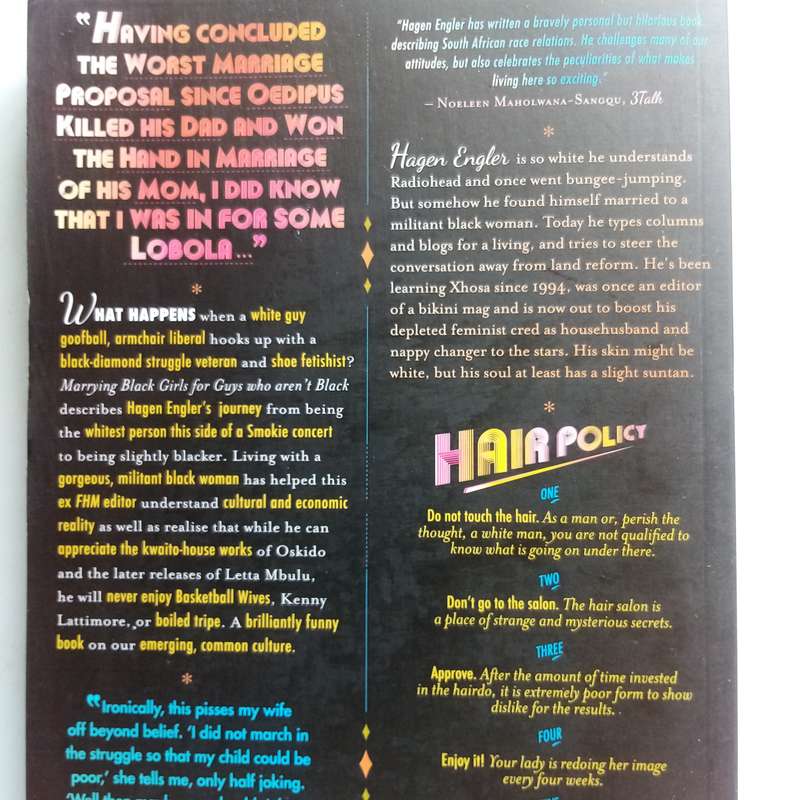 “Having concluded
the Worst Marriage
Proposal since Oedipus
Killed his Dad and Won
the Hand in Marriage
of his Mom, I did know
that I was in for some
Lobola...”
*
What happens when a white guy
goofball, armchair liberal hooks up with a
black-diamond struggle veteran and shoe fetishist?
Marrying Black Girls for Guys who aren't Black
describes Hagen Engler's journey from being
the whitest person this side of a Smokie concert
to being slightly blacker. Living with a
gorgeous, militant black woman has helped this
ex FHM editor understand cultural and economic
reality as well as realise that while he can
appreciate the kwaito-house works of Oskido
and the later releases of Letta Mbulu,
he will never enjoy Basketball Wives, Kenny
Lattimore, or boiled tripe. A brilliantly funny
book on our emerging, common culture.
*
“Ironically, this pisses my wife
off beyond belief. ‘I did not march in
the struggle so that my child could be
poor,’ she tells me, only half joking.
“Hagen Engler has written a bravely personal but hilarious book
describing South African race relations. He challenges many of our
attitudes, but also celebrates the peculiarities of what makes
living here so exciting.”
– Noeleen Maholwana-Sangqu, 3Talk
*
Hagen Engler is so white he understands
Radiohead and once went bungee-jumping.
But somehow he found himself married to a
militant black woman. Today he types columns
and blogs for a living, and tries to steer the
conversation away from land reform. He's been
learning Xhosa since 1994, was once an editor
of a bikini mag and is now out to boost his
depleted feminist cred as househusband and
nappy changer to the stars. His skin might be
white, but his soul at least has a slight suntan.
*
Hair Policy
ONE
Do not touch the hair. As a man or, perish the
thought, a white man, you are not qualified to
know what is going on under there.
TWO
Don't go to the salon. The hair salon is
a place of strange and mysterious secrets.
THREE
Approve. After the amount of time invested
in the hairdo, it is extremely poor form to show
dislike for the results.
FOUR
Enjoy it! Your lady is redoing her image
every four weeks.